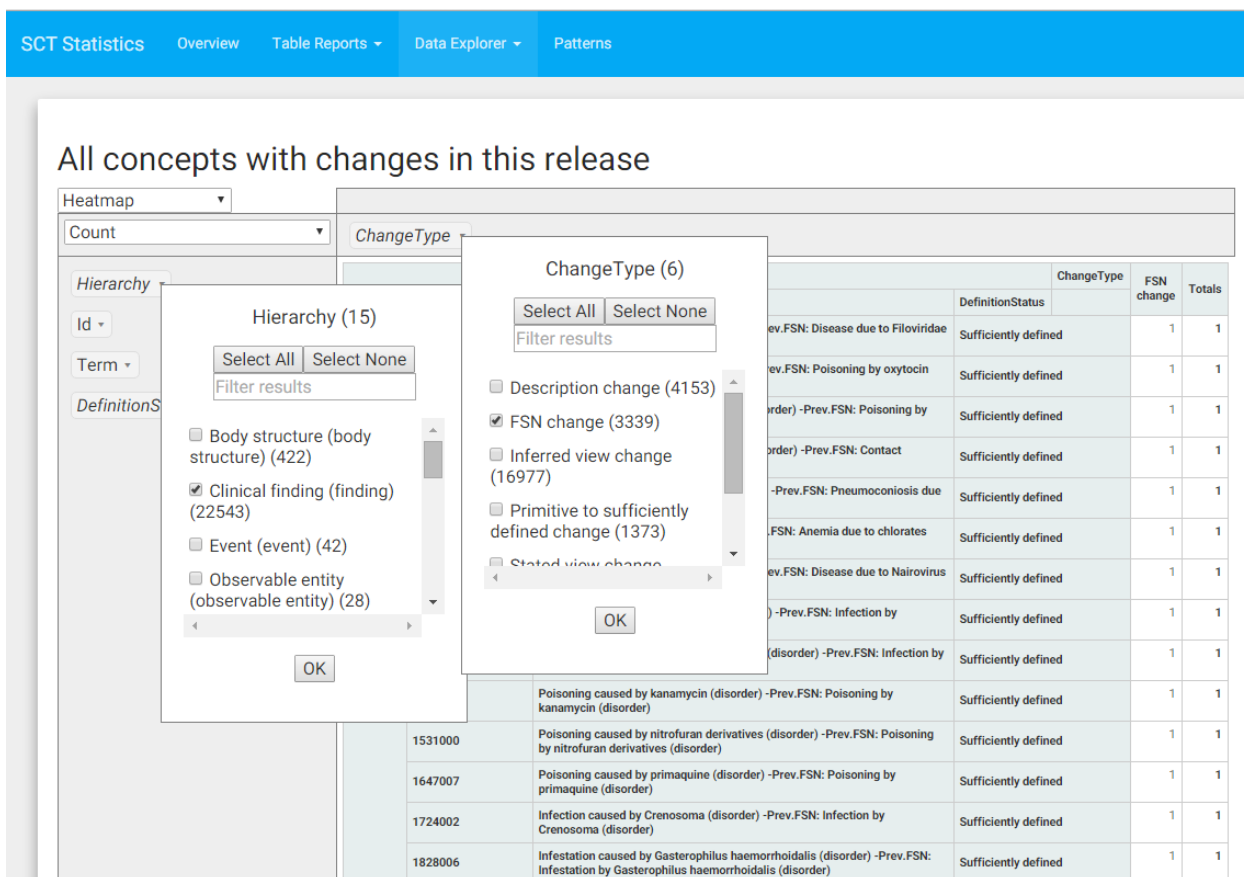 SCT Statistics Overview Table Reports Data Explorer Patterns
All concepts with changes in this release
Heatmap
Count
ChangeType
Hierarchy
Id
Term
DefinitionS
Hierarchy (15)
Select All Select None
Filter results
Body structure (body
structure) (422)
Clinical finding (finding)
(22543)
Event (event) (42)
Observable entity
(observable entity) (28)
OK
ChangeType (6)
Select All Select None
Filter results
Description change (4153)
FSN change (3339)
Inferred view change
(16977)
Primitive to sufficiently
defined change (1373)
Stated view change
OK
ChangeType FSN
change Totals
DefinitionStatus
ev.FSN: Disease due to Filoviridae Sufficiently defined 1 1
ev.FSN: Poisoning by oxytocin Sufficiently defined 1 1
order) -Prev.FSN: Poisoning by Sufficiently defined 1 1
order) -Prev.FSN: Contact Sufficiently defined 1 1
-Prev.FSN: Pneumoconiosis due Sufficiently defined 1 1
.FSN: Anemia due to chlorates Sufficiently defined 1 1
ev.FSN: Disease due to Nairovirus Sufficiently defined 1 1
) -Prev.FSN: Infection by Sufficiently defined 1 1
(disorder) -Prev.FSN: Infection by Sufficiently defined 1 1
Poisoning caused by kanamycin (disorder) -Prev.FSN: Poisoning by
kanamycin (disorder) Sufficiently defined 1 1
1531000 Poisoning caused by nitrofuran derivatives (disorder) -Prev.FSN: Poisoning
by nitrofuran derivatives (disorder) Sufficiently defined 1 1
1647007 Poisoning caused by primaquine (disorder) -Prev.FSN: Poisoning by
primaquine (disorder) Sufficiently defined 1 1
1724002 Infection caused by Crenosoma (disorder) -Prev.FSN: Infection by
Crenosoma (disorder) Sufficiently defined 1 1
1828006 Infestation caused by Gasterophilus haemorrhoidalis (disorder) -Prev.FSN:
Infestation by Gasterophilus haemorrhoidalis (disorder) Sufficiently defined 1 1